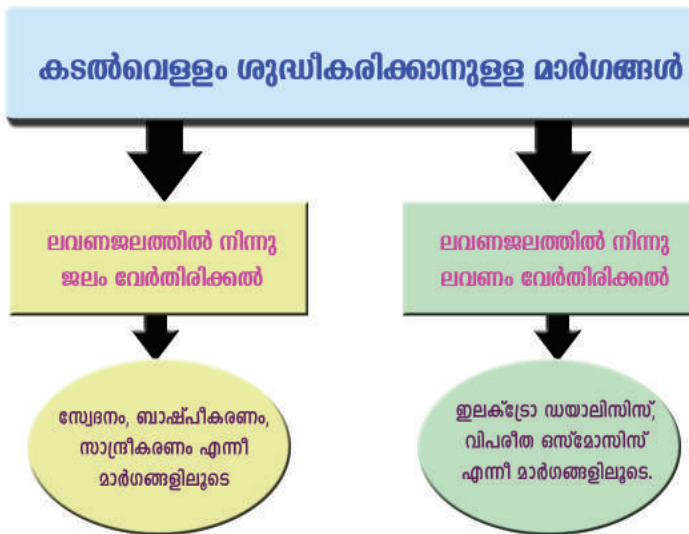 കടൽവെള്ളം ശുദ്ധീകരിക്കാനുള്ള മാർഗങ്ങൾ
ലവണജലത്തിൽ നിന്നു
ജലം വേർതിരിക്കൽ
സ്വേദനം, ബാഷ്പീകരണം,
സാന്ദ്രീകരണം എന്നീ
മാർഗങ്ങളിലൂടെ
ലവണജലത്തിൽ നിന്നു
ലവണം വേർതിരിക്കൽ
ഇലക്ട്രോ ഡയാലിസിസ്,
വിപരീത ഒസ്മോസിസ്
എന്നീ മാർഗങ്ങളിലൂടെ.